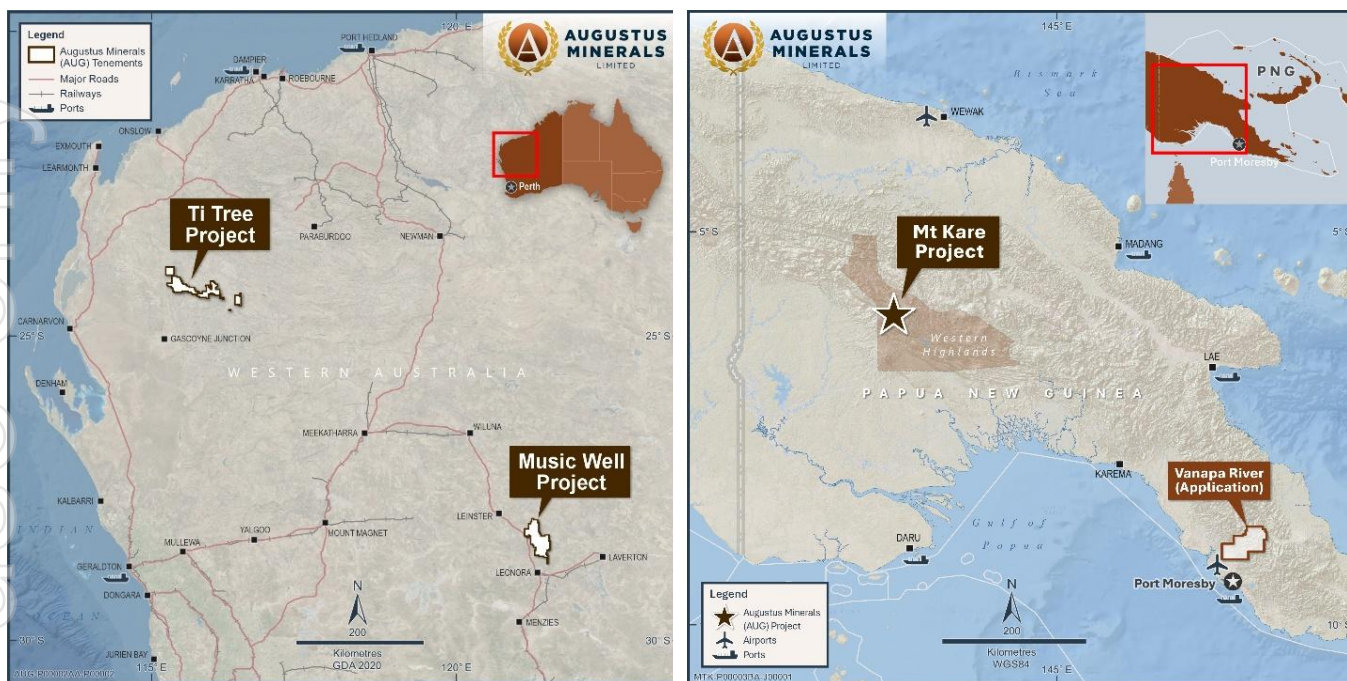 Legend
Augustus Minerals
(AUG) Tenements
Major Roads
Railways
Ports
120° E
PORT HEDLAND
DAMPIER
KARRATHA
ROEBOURNE
AUGUSTUS
MINERALS
LIMITED
ONSLOW
EXMOUTH
LEARMONTH
Perth
Ti Tree
Project
PARABURDOO
NEWMAN
CARNARVON
25° S
25° S
GASCOYNE JUNCTION
WESTERN AUSTRALIA
DENHAM
MEEKATHARRA
WILUNA
Music Well
Project
KALBARRI
INDIAN
LEINSTER
YALGOO
MOUNT MAGNET
MULLEWA
LAVERTON
GERALDTON
LEONORA
DONGARA
N
MENZIES
200
30° S
30° S
Kilometres
GDA 2020
JURIEN BAY
115° E
120° E
145° E
AUGUSTUS
MINERALS
LIMITED
Bismark
Sea
PNG
WEWAK
Port Moresby
5° S
5° S
Mt Kare
Project
MADANG
Western
Highlands
LAE
PAPUA NEW GUINEA
KAREMA
Vanapa River
(Application)
Gulf of
Papua
DARU
Port Moresby
Legend
Augustus Minerals
(AUG) Project
Airports
Ports
N
200
Kilometres
WGS84
10° S
145° E
MTK-P00003BA-J00001